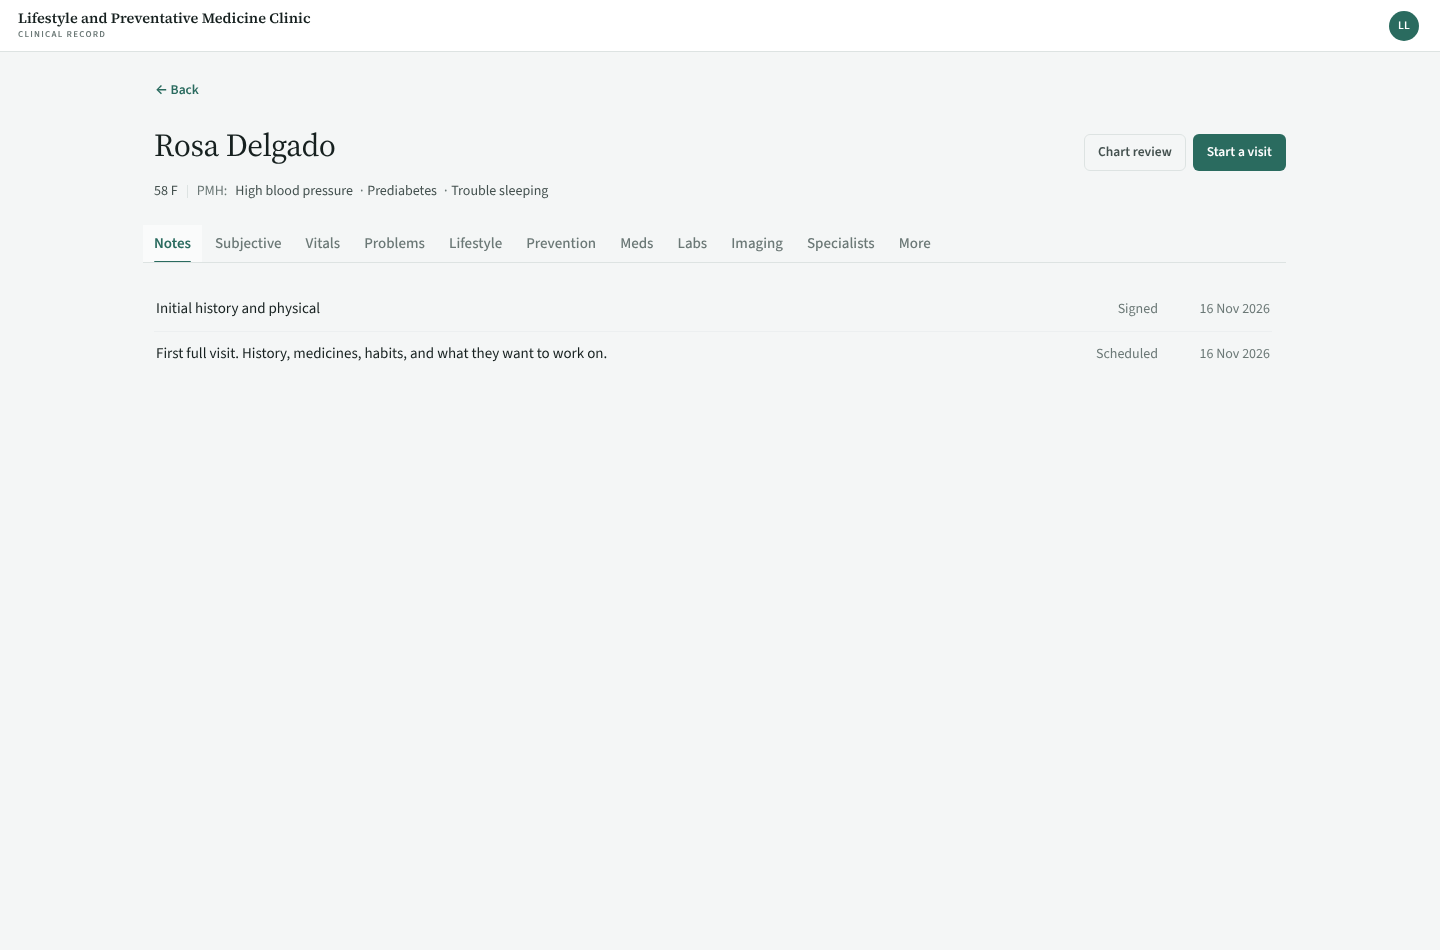 Lifestyle and Preventative Medicine Clinic
CLINICAL RECORD
LL
← Back
Rosa Delgado
Chart review
Start a visit
58 F | PMH: High blood pressure · Prediabetes · Trouble sleeping
Notes Subjective Vitals Problems Lifestyle Prevention Meds Labs Imaging Specialists More
Initial history and physical Signed 16 Nov 2026
First full visit. History, medicines, habits, and what they want to work on. Scheduled 16 Nov 2026